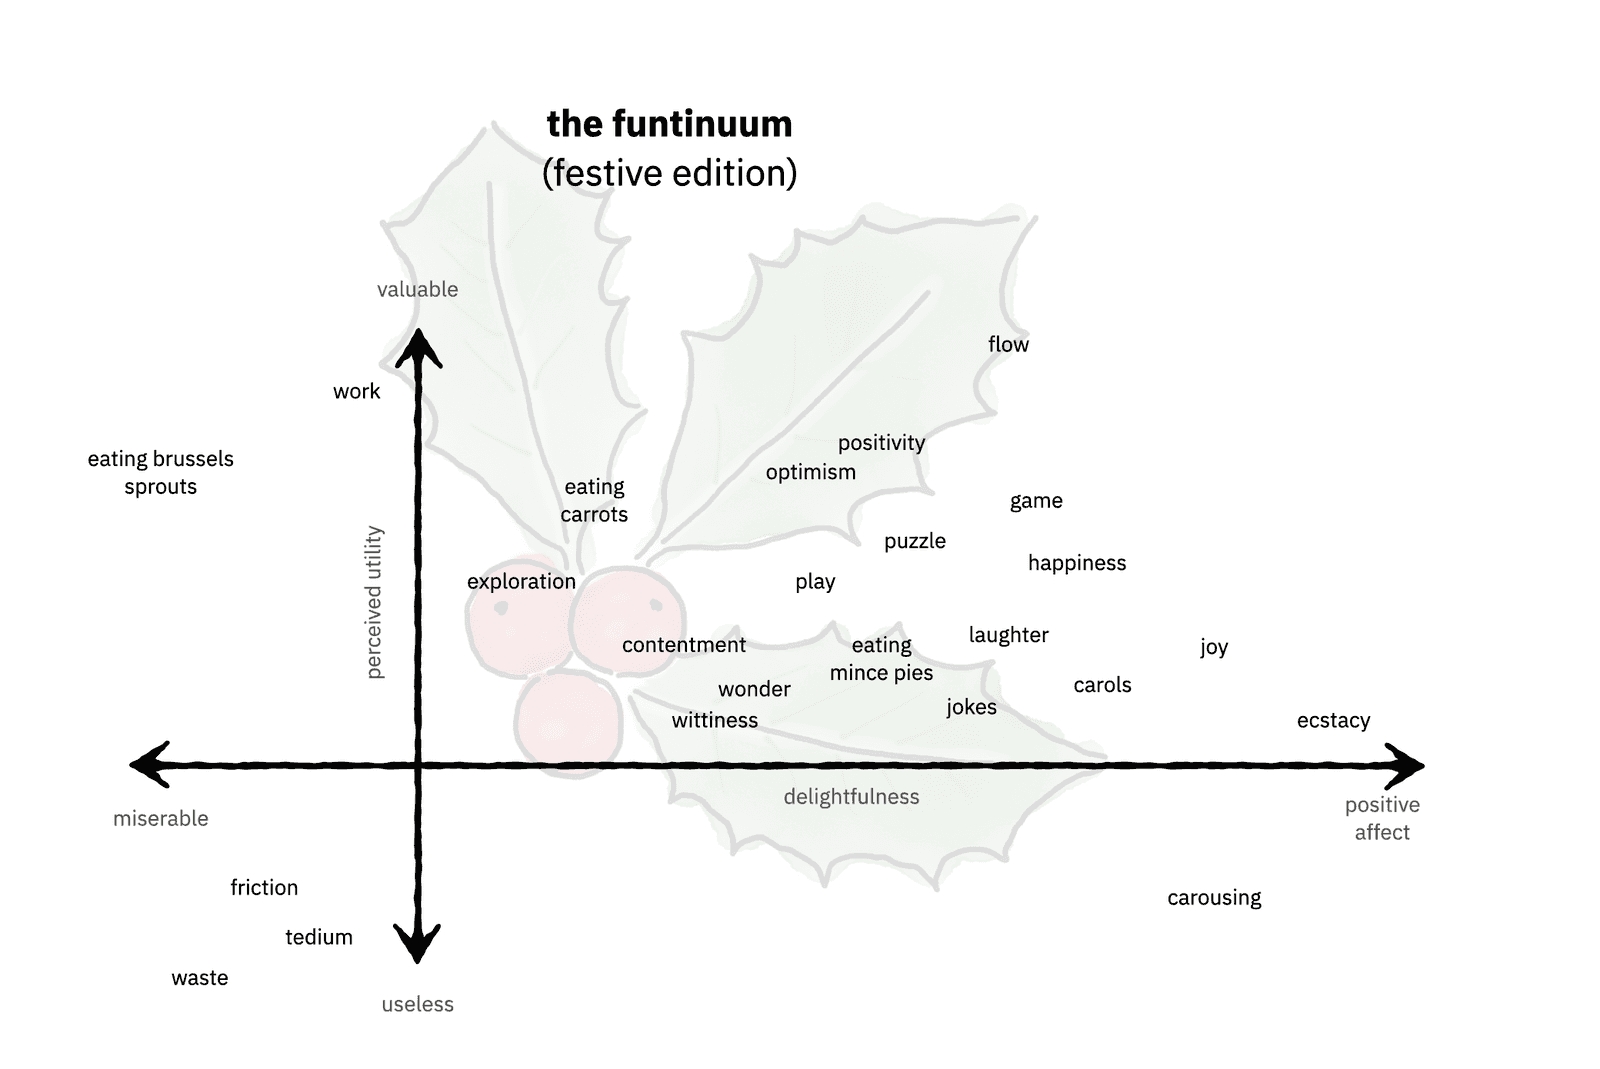 the funtinuum
(festive edition)
valuable
flow
work
positivity
eating brussels
sprouts
optimism
eating
carrots
game
puzzle
happiness
exploration
play
perceived utility
laughter
contentment
eating
mince pies
joy
carols
wonder
jokes
wittiness
ecstacy
delightfulness
miserable
positive
affect
friction
carousing
tedium
waste
useless